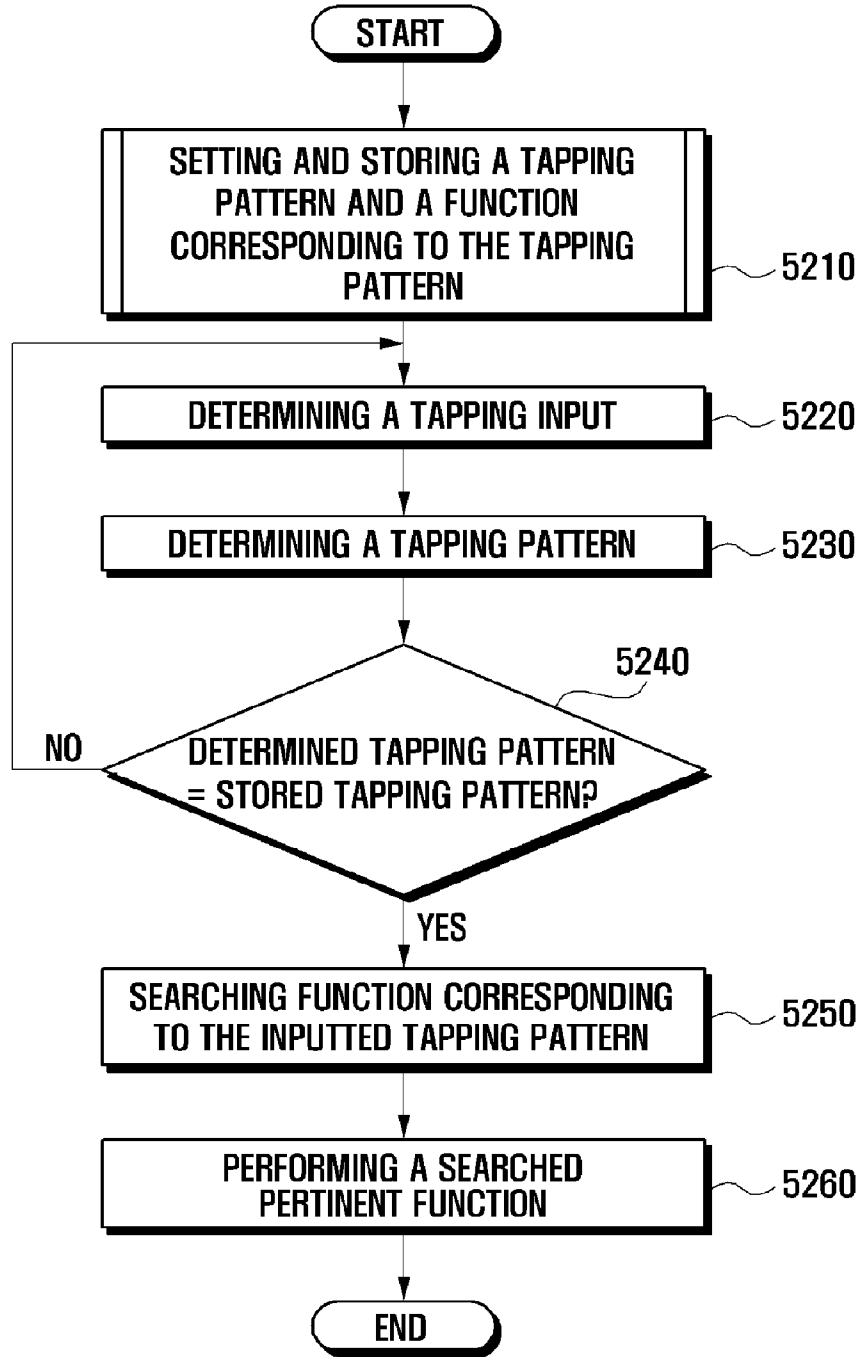 START
SETTING AND STORING A TAPPING
PATTERN AND A FUNCTION
CORRESPONDING TO THE TAPPING
PATTERN
5210
DETERMINING A TAPPING INPUT
5220
DETERMINING A TAPPING PATTERN
5230
5240
DETERMINED TAPPING PATTERN
= STORED TAPPING PATTERN?
NO
YES
SEARCHING FUNCTION CORRESPONDING
TO THE INPUTTED TAPPING PATTERN
5250
PERFORMING A SEARCHED
PERTINENT FUNCTION
5260
END